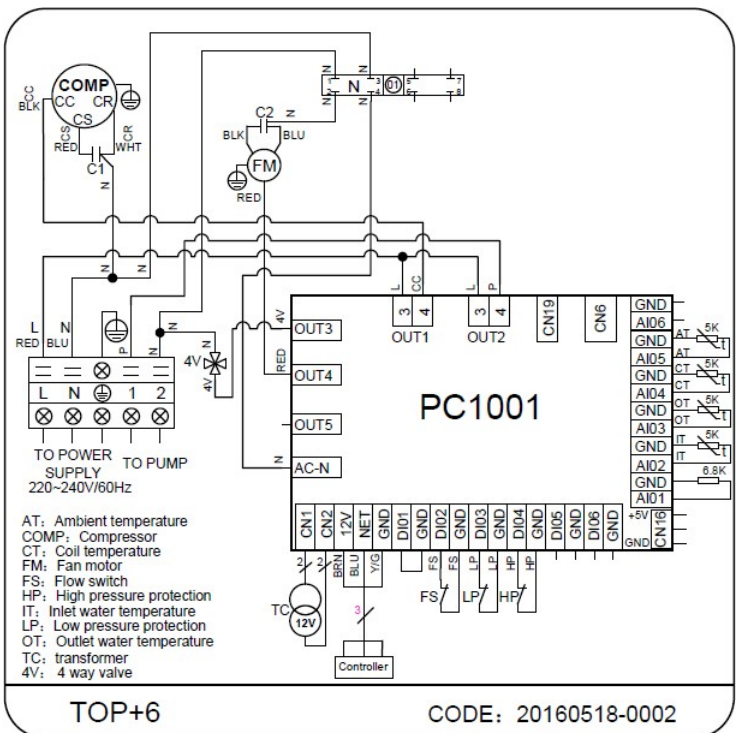 COMP
CC CR
CS
CC
BLK
CS
RED
CR
WHT
C1
N
N
N
N
N
N
N
1 3 5 7
N 01
2 4 6 8
N
N
C2
N
BLK BLU
FM
RED
N
N
N
L
RED
N
BLU
P
N
N
4V
4V
L N 1 2
TO POWER
SUPPLY
220~240V/60Hz
TO PUMP
4V
RED
N
OUT3
OUT4
OUT5
AC-N
L
CC
L
P
3 4
OUT1
3 4
OUT2
CN19
CN6
PC1001
GND
AI06
GND
AI05
GND
AI04
GND
AI03
GND
AI02
GND
AI01
AT 5K
AT t
CT 5K
CT t
OT 5K
OT t
IT 5K
IT t
6.8K
+5V
GND
CN16
CN1
CN2
12V
NET
GND
DI01
GND
DI02
GND
DI03
GND
DI04
GND
DI05
GND
DI06
GND
2 2
BRN
BLU
Y/G
FS
FS
LP
LP
HP
HP
TC
12V
3
FS LP HP
Controller
AT: Ambient temperature
COMP: Compressor
CT: Coil temperature
FM: Fan motor
FS: Flow switch
HP: High pressure protection
IT: Inlet water temperature
LP: Low pressure protection
OT: Outlet water temperature
TC: transformer
4V: 4 way valve
TOP+6
CODE: 20160518-0002